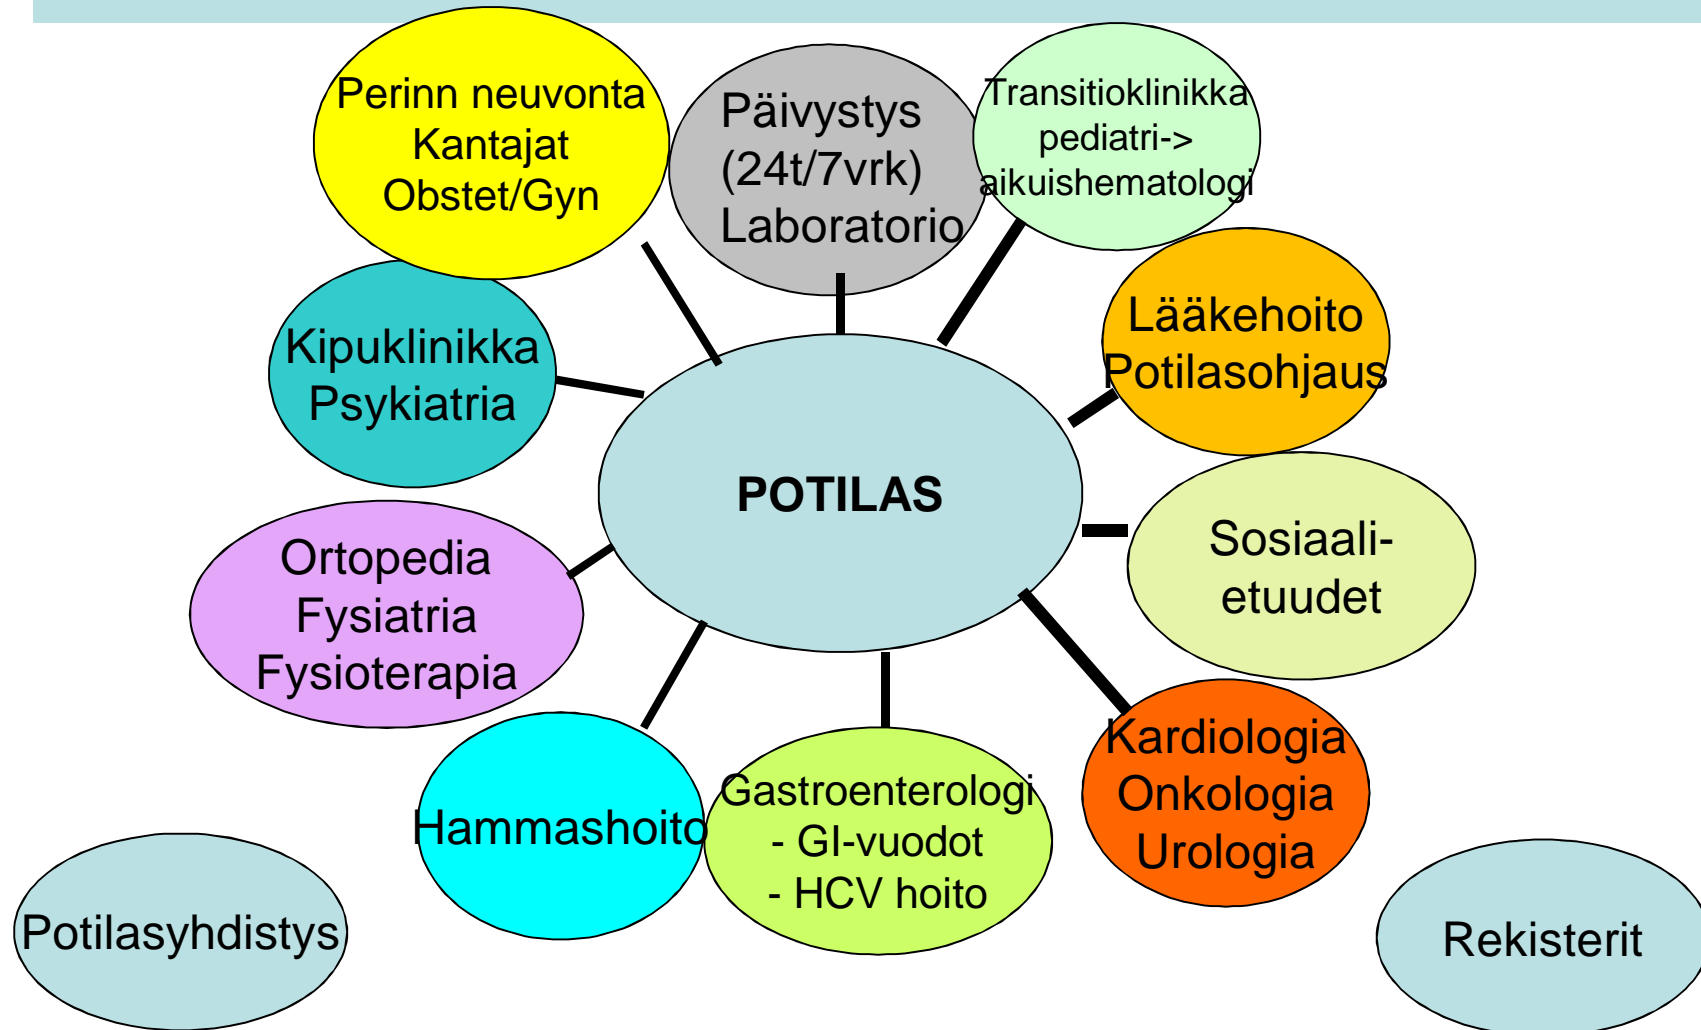 Perinn neuvonta
Kantajat
Obstet/Gyn
Päivystys
(24t/7vrk)
Laboratorio
Transitioklinikka
pediatri->
aikuishematologi
Kipuklinikka
Psykiatria
Lääkehoito
Potilasohjaus
POTILAS
Ortopedia
Fysiatria
Fysioterapia
Sosiaali-
etuudet
Hammashoito
Gastroenterologi
- GI-vuodot
- HCV hoito
Kardiologia
Onkologia
Urologia
Potilasyhdistys
Rekisterit